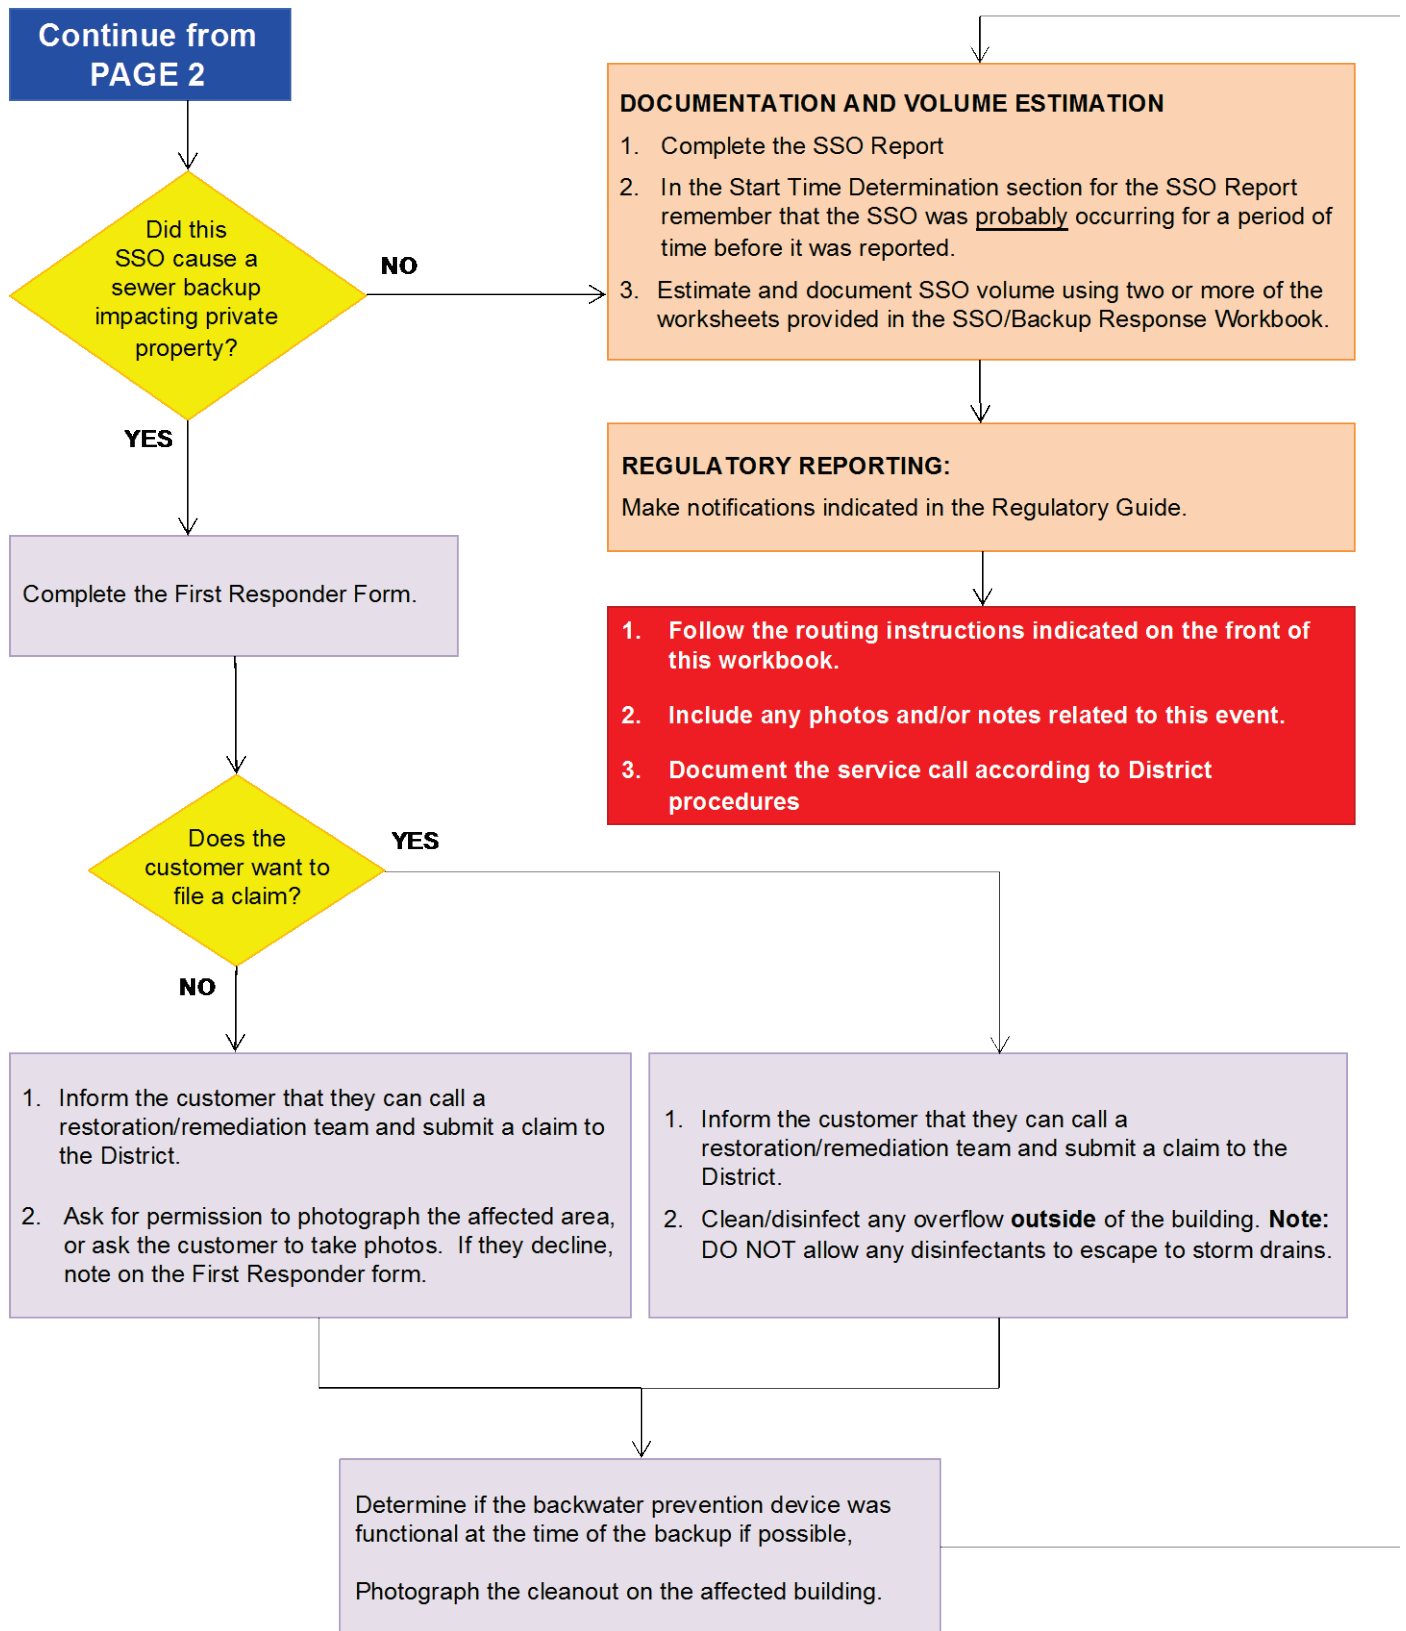 Continue from
PAGE 2
Did this
SSO cause a
sewer backup
impacting private
property?
NO
YES
DOCUMENTATION AND VOLUME ESTIMATION
1. Complete the SSO Report
2. In the Start Time Determination section for the SSO Report
remember that the SSO was probably occurring for a period of
time before it was reported.
3. Estimate and document SSO volume using two or more of the
worksheets provided in the SSO/Backup Response Workbook.
REGULATORY REPORTING:
Make notifications indicated in the Regulatory Guide.
1. Follow the routing instructions indicated on the front of
this workbook.
2. Include any photos and/or notes related to this event.
3. Document the service call according to District
procedures
Complete the First Responder Form.
Does the
customer want to
file a claim?
YES
NO
1. Inform the customer that they can call a
restoration/remediation team and submit a claim to
the District.
2. Ask for permission to photograph the affected area,
or ask the customer to take photos. If they decline,
note on the First Responder form.
1. Inform the customer that they can call a
restoration/remediation team and submit a claim to the
District.
2. Clean/disinfect any overflow outside of the building. Note:
DO NOT allow any disinfectants to escape to storm drains.
Determine if the backwater prevention device was
functional at the time of the backup if possible,
Photograph the cleanout on the affected building.